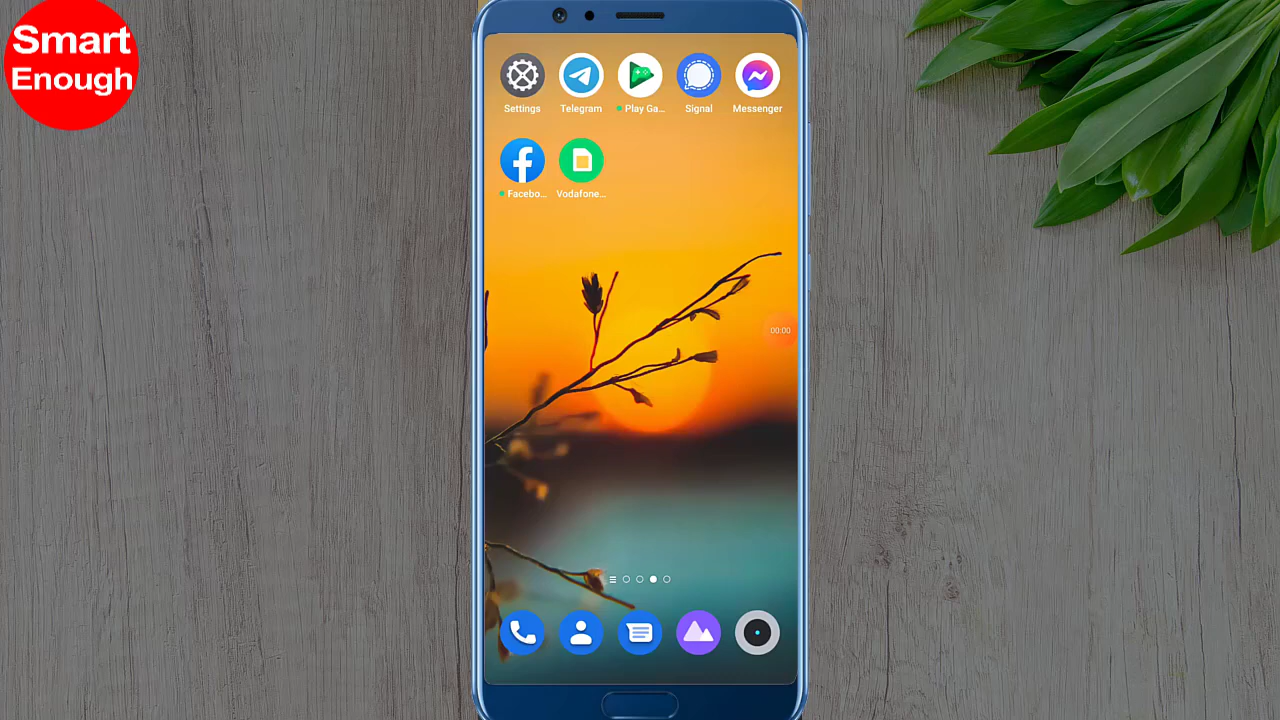 Smart
Enough
Settings
Telegram
Play Ga...
Signal
Messenger
Facebo...
Vodafone...
00:00